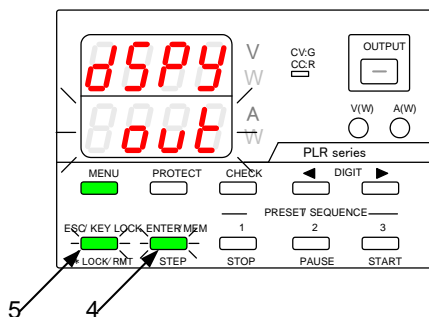 dSPY
V
W
CV:G
CC:R
OUTPUT
out
A
W
V(W) A(W)
PLR series
MENU PROTECT CHECK ◀ DIGIT ▶
PRESET/ SEQUENCE
ESC/ KEY LOCK ENTER/MEM 1 2 3
* LOCK/ RMT STEP STOP PAUSE START
5 4